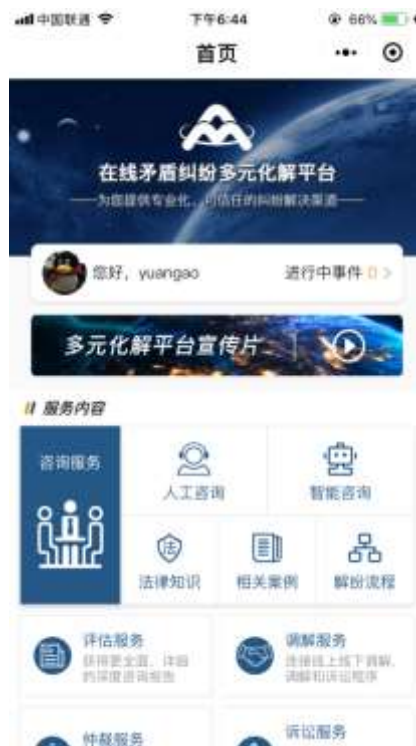 中国联通
下午6:44
66%
首页
在线矛盾纠纷多元化解平台
为您提供专业化、可信任的纠纷解决渠道
您好，yuangao
进行中事件 0 >
多元化解平台宣传片
服务内容
咨询服务
人工咨询
智能咨询
法
法律知识
相关案例
解纷流程
评估服务
获得更全面、详细
的深度咨询报告
调解服务
连接线上线下调解，
调解和诉讼程序
仲裁服务
诉讼服务